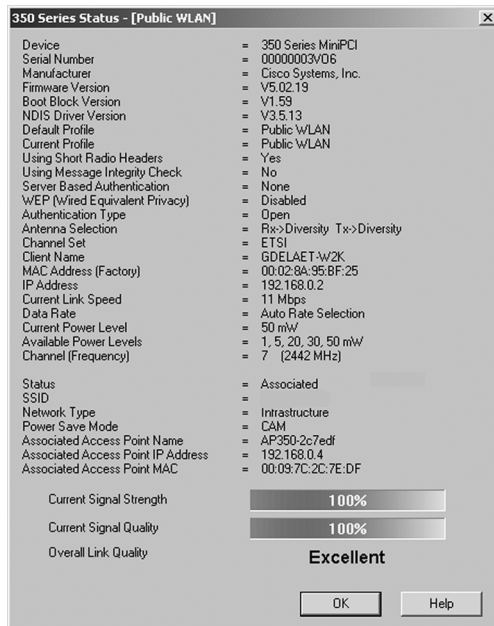 350 Series Status - [Public WLAN]
Device = 350 Series MiniPCI
Serial Number = 00000003VO6
Manufacturer = Cisco Systems, Inc.
Firmware Version = V5.02.19
Boot Block Version = V1.59
NDIS Driver Version = V3.5.13
Default Profile = Public WLAN
Current Profile = Public WLAN
Using Short Radio Headers = Yes
Using Message Integrity Check = No
Server Based Authentication = None
WEP (Wired Equivalent Privacy) = Disabled
Authentication Type = Open
Antenna Selection = Rx->Diversity Tx->Diversity
Channel Set = ETSI
Client Name = GDELAET-W2K
MAC Address (Factory) = 00:02:8A:95:BF:25
IP Address = 192.168.0.2
Current Link Speed = 11 Mbps
Data Rate = Auto Rate Selection
Current Power Level = 50 mW
Available Power Levels = 1, 5, 20, 30, 50 mW
Channel (Frequency) = 7 (2442 MHz)
Status = Associated
SSID =
Network Type = Infrastructure
Power Save Mode = CAM
Associated Access Point Name = AP350-2c7edf
Associated Access Point IP Address = 192.168.0.4
Associated Access Point MAC = 00:09:7C:2C:7E:DF
Current Signal Strength 100%
Current Signal Quality 100%
Overall Link Quality Excellent
OK Help